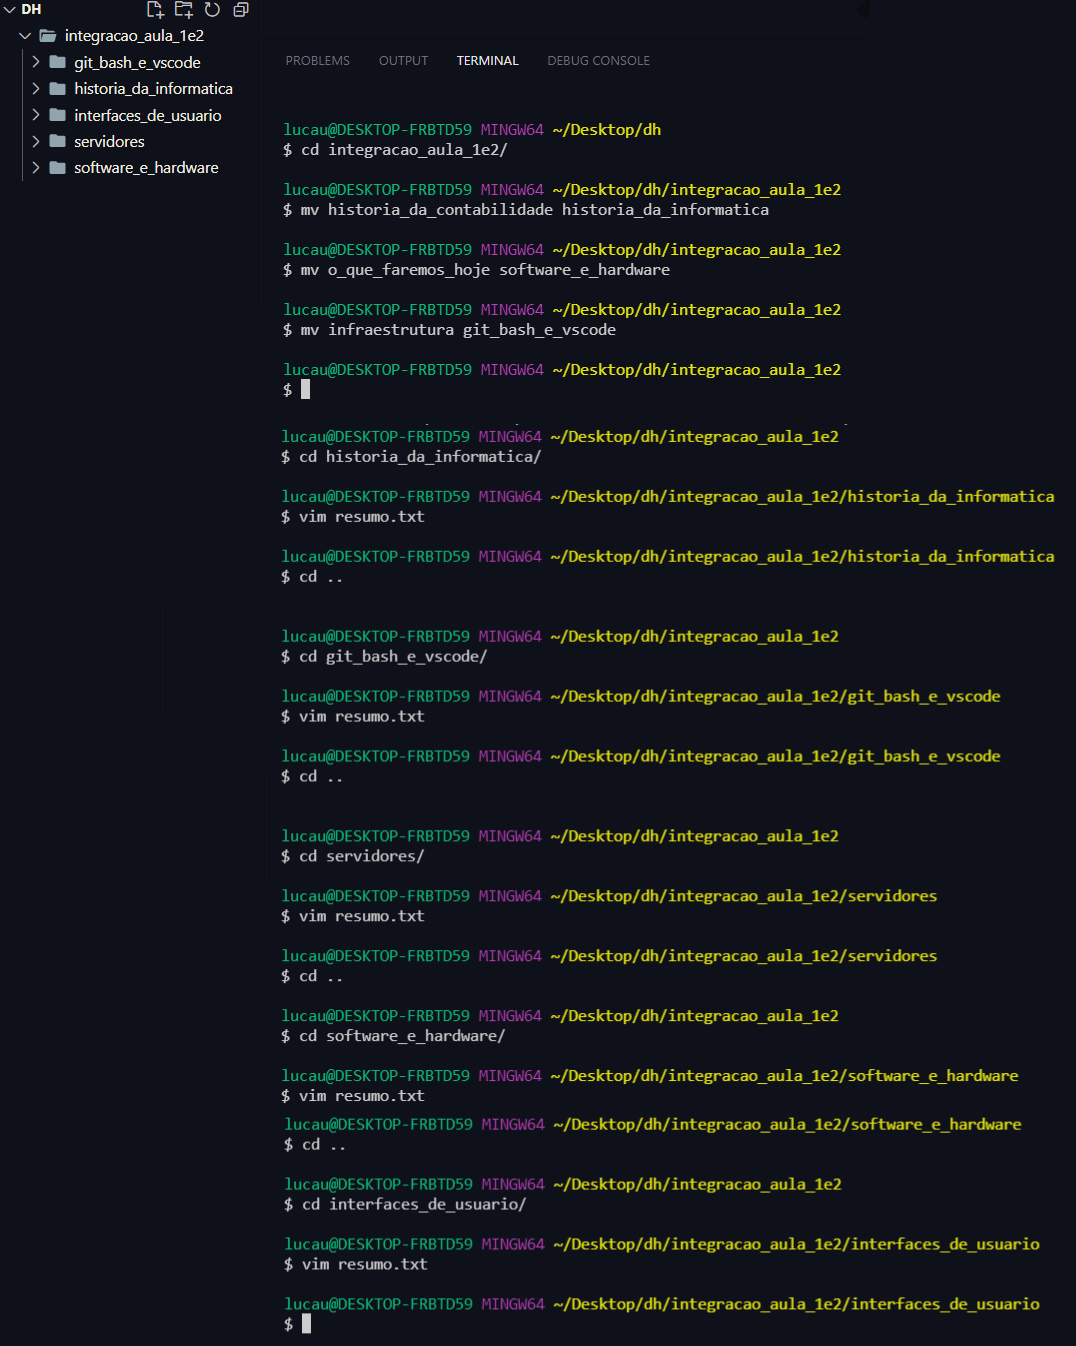 DH
integracao_aula_1e2
git_bash_e_vscode
historia_da_informatica
interfaces_de_usuario
servidores
software_e_hardware
PROBLEMS OUTPUT TERMINAL DEBUG CONSOLE
lucau@DESKTOP-FRBTD59 MINGW64 ~/Desktop/dh
$ cd integracao_aula_1e2/
lucau@DESKTOP-FRBTD59 MINGW64 ~/Desktop/dh/integracao_aula_1e2
$ mv historia_da_contabilidade historia_da_informatica
lucau@DESKTOP-FRBTD59 MINGW64 ~/Desktop/dh/integracao_aula_1e2
$ mv o_que_faremos_hoje software_e_hardware
lucau@DESKTOP-FRBTD59 MINGW64 ~/Desktop/dh/integracao_aula_1e2
$ mv infraestrutura git_bash_e_vscode
lucau@DESKTOP-FRBTD59 MINGW64 ~/Desktop/dh/integracao_aula_1e2
$
lucau@DESKTOP-FRBTD59 MINGW64 ~/Desktop/dh/integracao_aula_1e2
$ cd historia_da_informatica/
lucau@DESKTOP-FRBTD59 MINGW64 ~/Desktop/dh/integracao_aula_1e2/historia_da_informatica
$ vim resumo.txt
lucau@DESKTOP-FRBTD59 MINGW64 ~/Desktop/dh/integracao_aula_1e2/historia_da_informatica
$ cd ..
lucau@DESKTOP-FRBTD59 MINGW64 ~/Desktop/dh/integracao_aula_1e2
$ cd git_bash_e_vscode/
lucau@DESKTOP-FRBTD59 MINGW64 ~/Desktop/dh/integracao_aula_1e2/git_bash_e_vscode
$ vim resumo.txt
lucau@DESKTOP-FRBTD59 MINGW64 ~/Desktop/dh/integracao_aula_1e2/git_bash_e_vscode
$ cd ..
lucau@DESKTOP-FRBTD59 MINGW64 ~/Desktop/dh/integracao_aula_1e2
$ cd servidores/
lucau@DESKTOP-FRBTD59 MINGW64 ~/Desktop/dh/integracao_aula_1e2/servidores
$ vim resumo.txt
lucau@DESKTOP-FRBTD59 MINGW64 ~/Desktop/dh/integracao_aula_1e2/servidores
$ cd ..
lucau@DESKTOP-FRBTD59 MINGW64 ~/Desktop/dh/integracao_aula_1e2
$ cd software_e_hardware/
lucau@DESKTOP-FRBTD59 MINGW64 ~/Desktop/dh/integracao_aula_1e2/software_e_hardware
$ vim resumo.txt
lucau@DESKTOP-FRBTD59 MINGW64 ~/Desktop/dh/integracao_aula_1e2/software_e_hardware
$ cd ..
lucau@DESKTOP-FRBTD59 MINGW64 ~/Desktop/dh/integracao_aula_1e2
$ cd interfaces_de_usuario/
lucau@DESKTOP-FRBTD59 MINGW64 ~/Desktop/dh/integracao_aula_1e2/interfaces_de_usuario
$ vim resumo.txt
lucau@DESKTOP-FRBTD59 MINGW64 ~/Desktop/dh/integracao_aula_1e2/interfaces_de_usuario
$